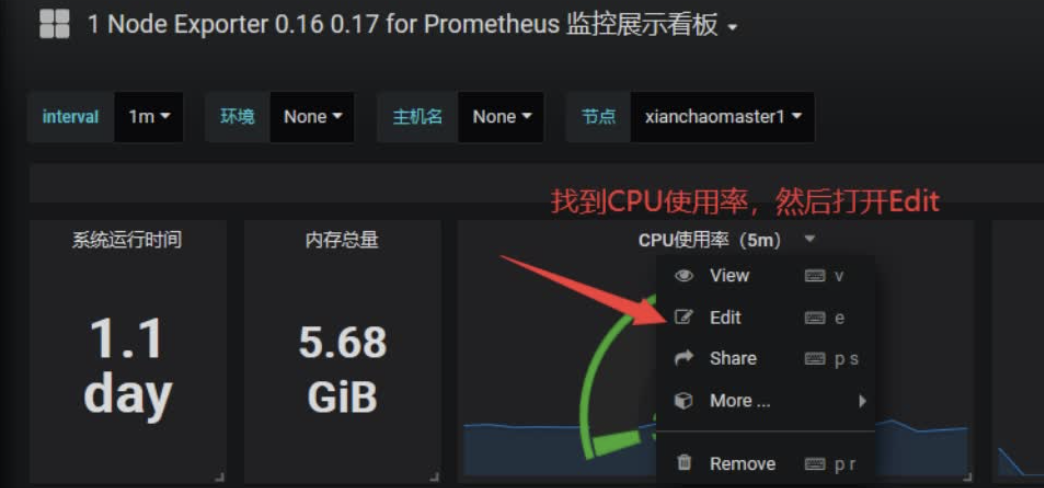 1 Node Exporter 0.16 0.17 for Prometheus 监控展示看板
interval 1m 环境 None 主机名 None 节点 xianchaomaster1
找到CPU使用率，然后打开Edit
系统运行时间 内存总量 CPU使用率（5m）
View v
Edit e
Share p s
More ...
Remove p r
1.1
day
5.68
GiB